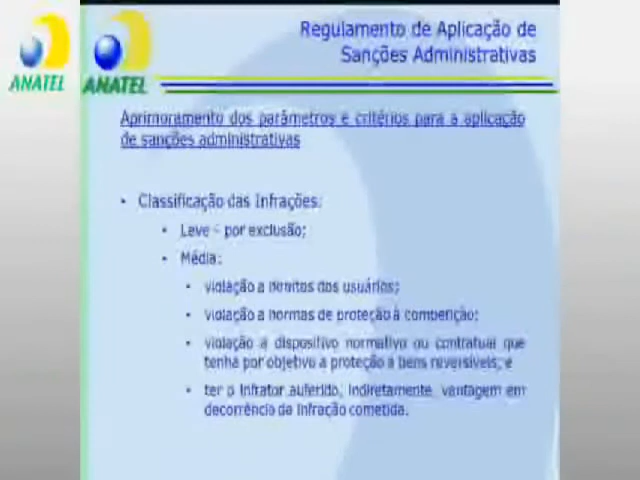 Regulamento de Aplicação de
Sanções Administrativas
ANATEL
ANATEL
Aprimoramento dos parâmetros e critérios para a aplicação
de sanções administrativas
• Classificação das Infrações:
• Leve - por exclusão;
• Média:
• violação a direitos dos usuários;
• violação a normas de proteção à competição;
• violação a dispositivo normativo ou contratual que
tenha por objetivo a proteção a bens reversíveis; e
• ter o infrator auferido, indiretamente, vantagem em
decorrência da infração cometida.